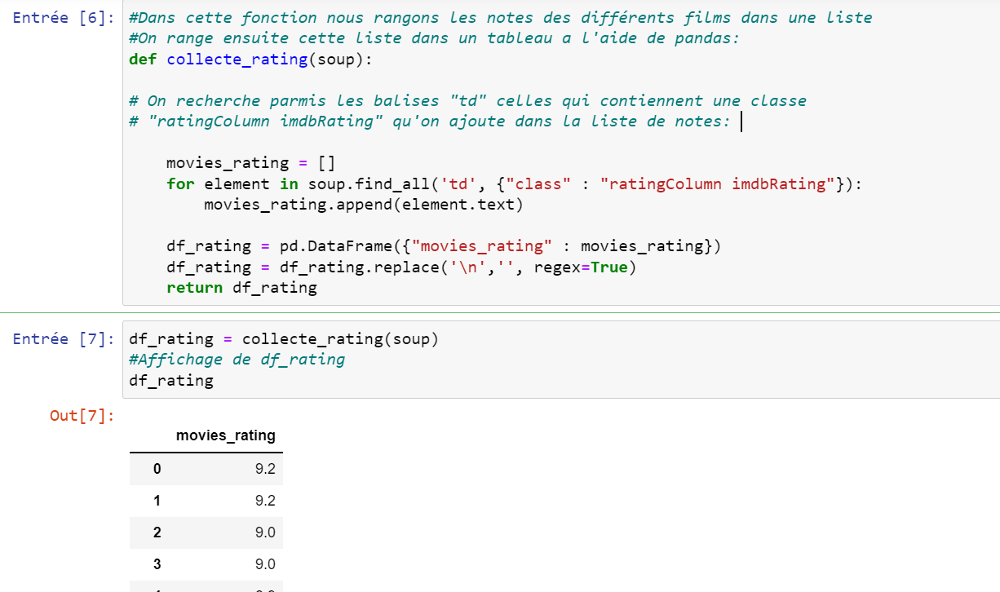 Entrée [6]: #Dans cette fonction nous rangons les notes des différents films dans une liste
#On range ensuite cette liste dans un tableau a l'aide de pandas:
def collecte_rating(soup):
# On recherche parmis les balises "td" celles qui contiennent une classe
# "ratingColumn imdbRating" qu'on ajoute dans la liste de notes:
movies_rating = []
for element in soup.find_all('td', {"class" : "ratingColumn imdbRating"}):
movies_rating.append(element.text)
df_rating = pd.DataFrame({"movies_rating" : movies_rating})
df_rating = df_rating.replace('\n','', regex=True)
return df_rating
Entrée [7]: df_rating = collecte_rating(soup)
#Affichage de df_rating
df_rating
Out[7]:
movies_rating
0 9.2
1 9.2
2 9.0
3 9.0